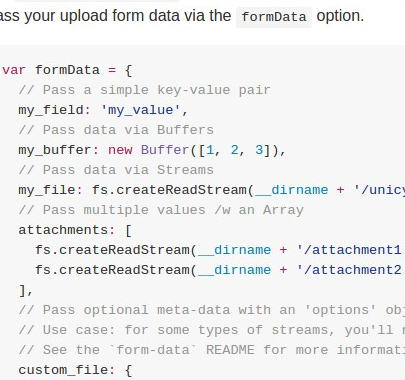 ass your upload form data via the formData option.
var formData = {
// Pass a simple key-value pair
my_field: 'my_value',
// Pass data via Buffers
my_buffer: new Buffer([1, 2, 3]),
// Pass data via Streams
my_file: fs.createReadStream(__dirname + '/unicy
// Pass multiple values /w an Array
attachments: [
fs.createReadStream(__dirname + '/attachment1
fs.createReadStream(__dirname + '/attachment2
],
// Pass optional meta-data with an 'options' obj
// Use case: for some types of streams, you'll n
// See the `form-data` README for more informati
custom_file: {